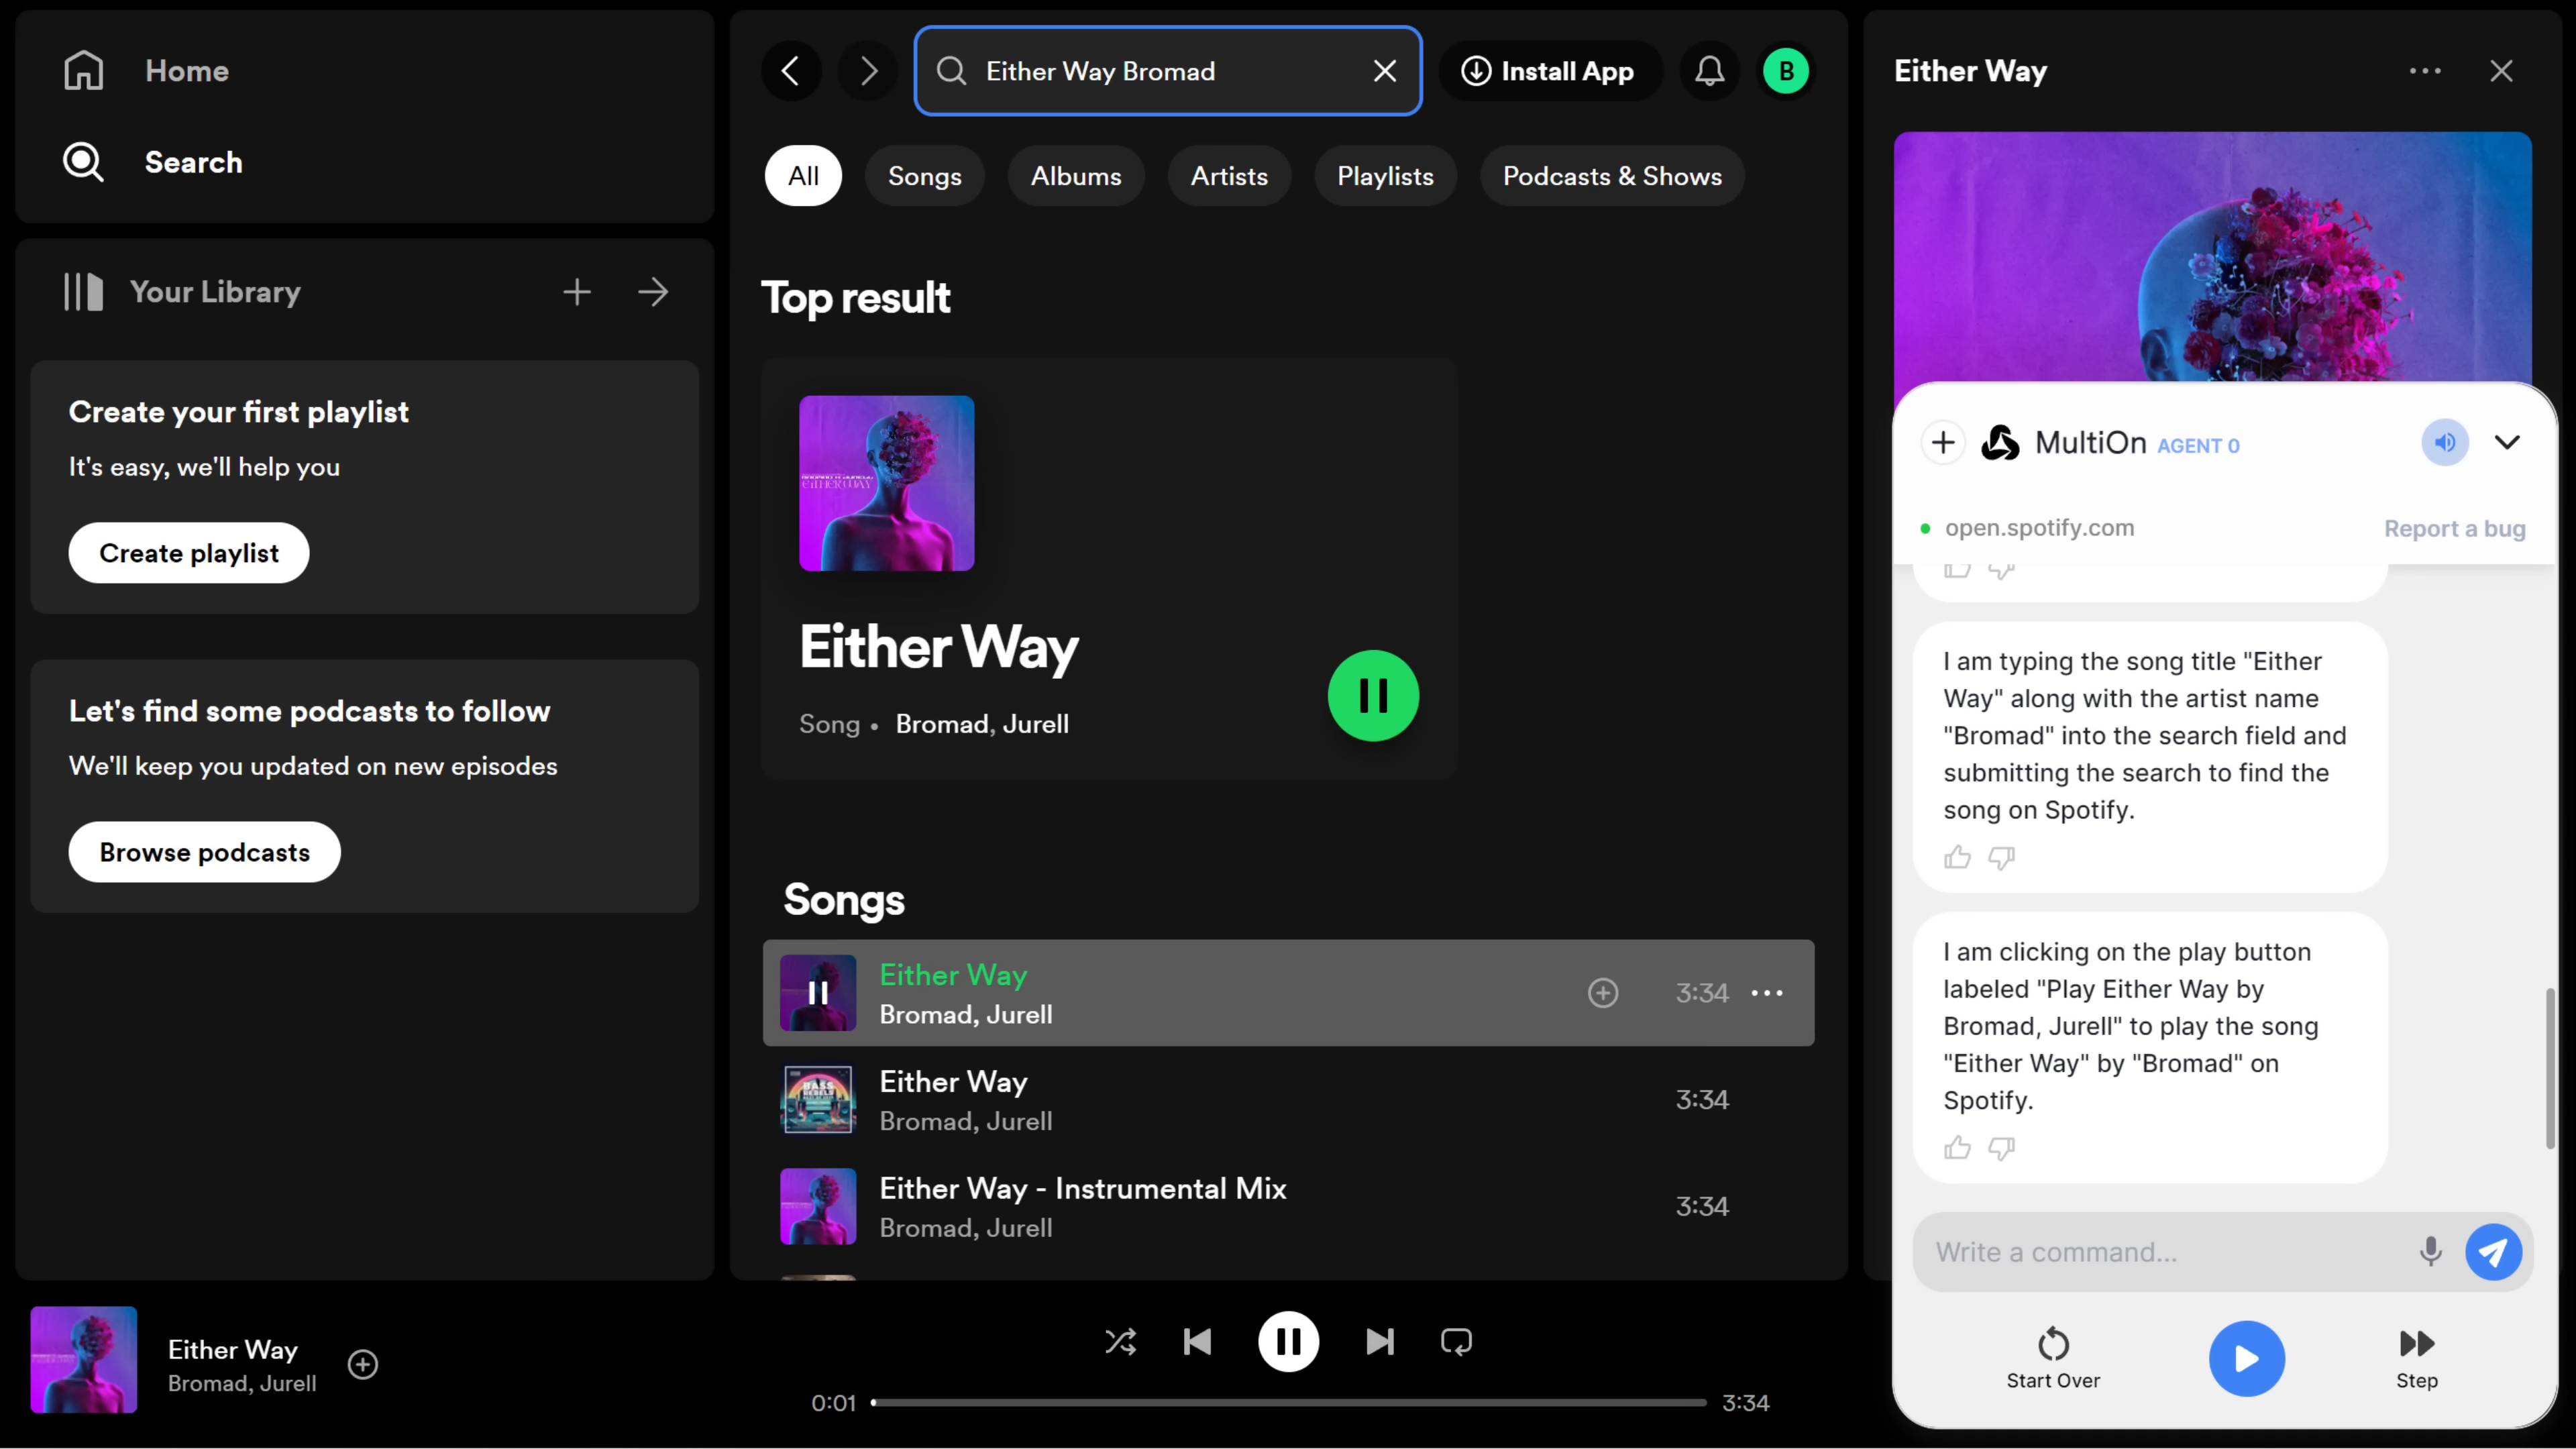 Home
Search
Your Library
Create your first playlist
It's easy, we'll help you
Create playlist
Let's find some podcasts to follow
We'll keep you updated on new episodes
Browse podcasts
Either Way Bromad
Install App
B
All
Songs
Albums
Artists
Playlists
Podcasts & Shows
Top result
EITHER WAY
Either Way
Song • Bromad, Jurell
Songs
Either Way
Bromad, Jurell
3:34
BASS
REBELS
Either Way
Bromad, Jurell
3:34
Either Way - Instrumental Mix
Bromad, Jurell
3:34
Either Way
MultiOn AGENT 0
open.spotify.com
Report a bug
I am typing the song title "Either
Way" along with the artist name
"Bromad" into the search field and
submitting the search to find the
song on Spotify.
I am clicking on the play button
labeled "Play Either Way by
Bromad, Jurell" to play the song
"Either Way" by "Bromad" on
Spotify.
Write a command...
Start Over
Step
Either Way
Bromad, Jurell
0:01
3:34